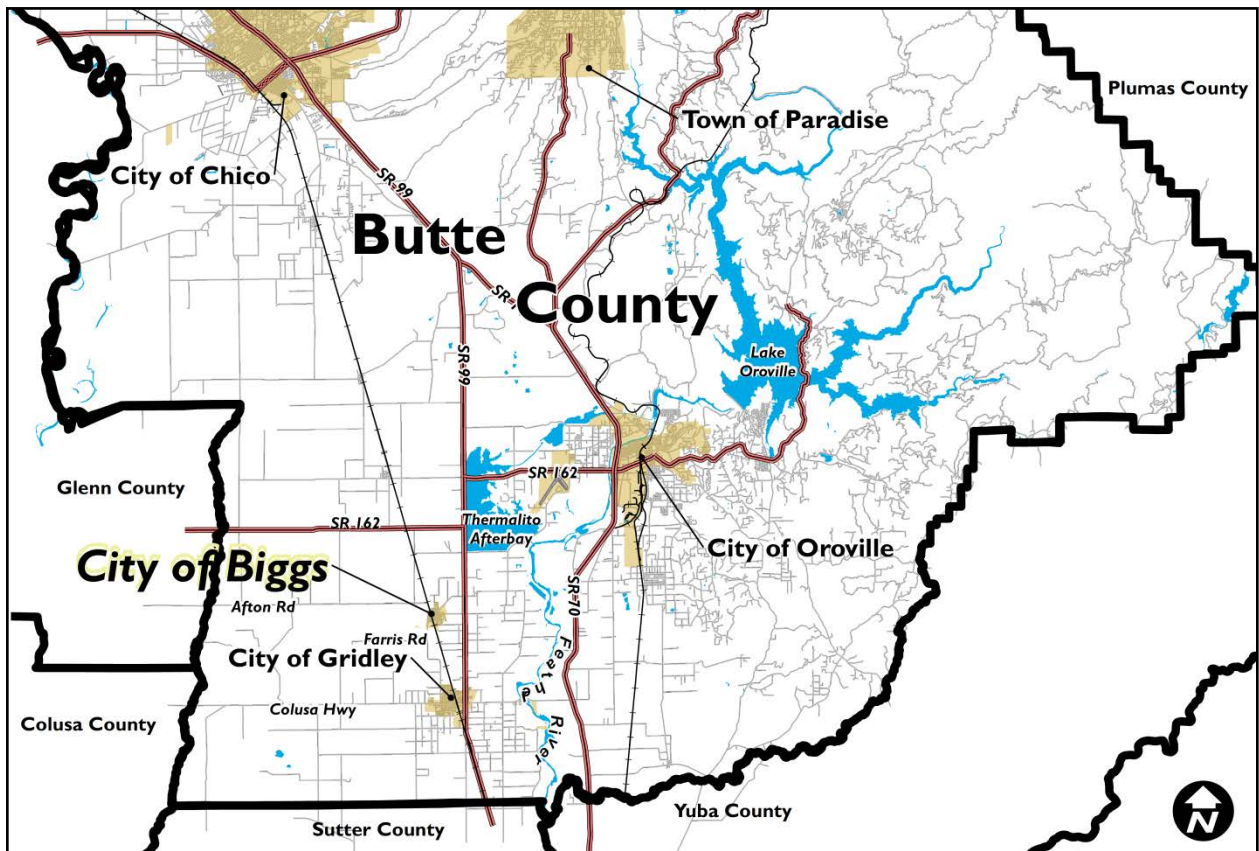 Plumas County
Town of Paradise
City of Chico
SR-99
Butte
County
SR-99
Lake
Oroville
Glenn County
SR 162
SR 162
Thermalito
Afterbay
City of Oroville
City of Biggs
Afton Rd
SR-70
Farris Rd
City of Gridley
Feather River
Colusa Hwy
Colusa County
Yuba County
Sutter County
N